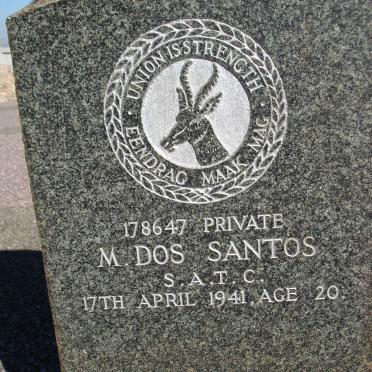 UNION IS STRENGTH
EENDRAG MAAK MAG
178647 PRIVATE
M. DOS SANTOS
S.A.T.C.
17TH APRIL 1941, AGE 20.